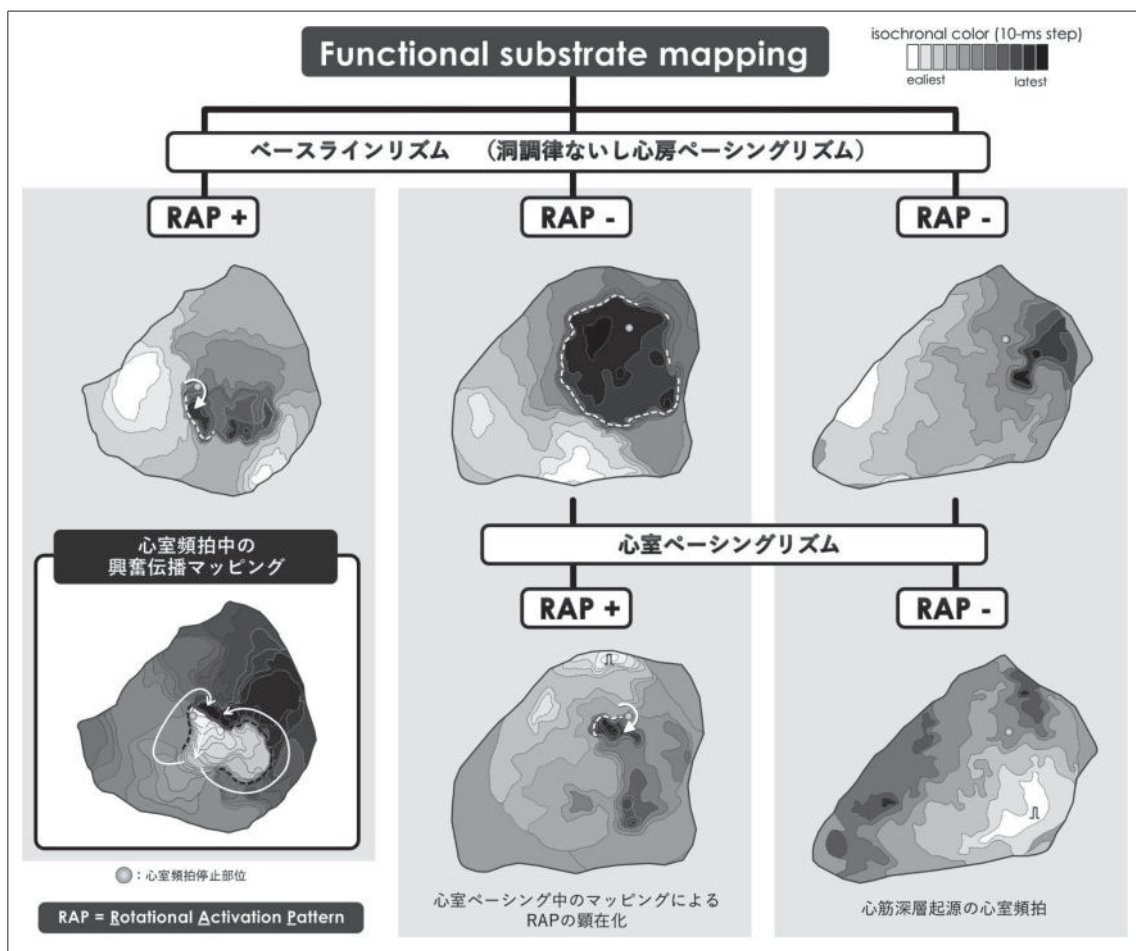 Functional substrate mapping
isochronal color (10-ms step)
ealiest
latest
ベースラインリズム （洞調律ないし心房ペーシングリズム）
RAP +
RAP -
RAP -
心室頻拍中の
興奮伝播マッピング
心室ペーシングリズム
RAP +
RAP -
：心室頻拍停止部位
RAP = Rotational Activation Pattern
心室ペーシング中のマッピングによる
RAPの顕在化
心筋深層起源の心室頻拍